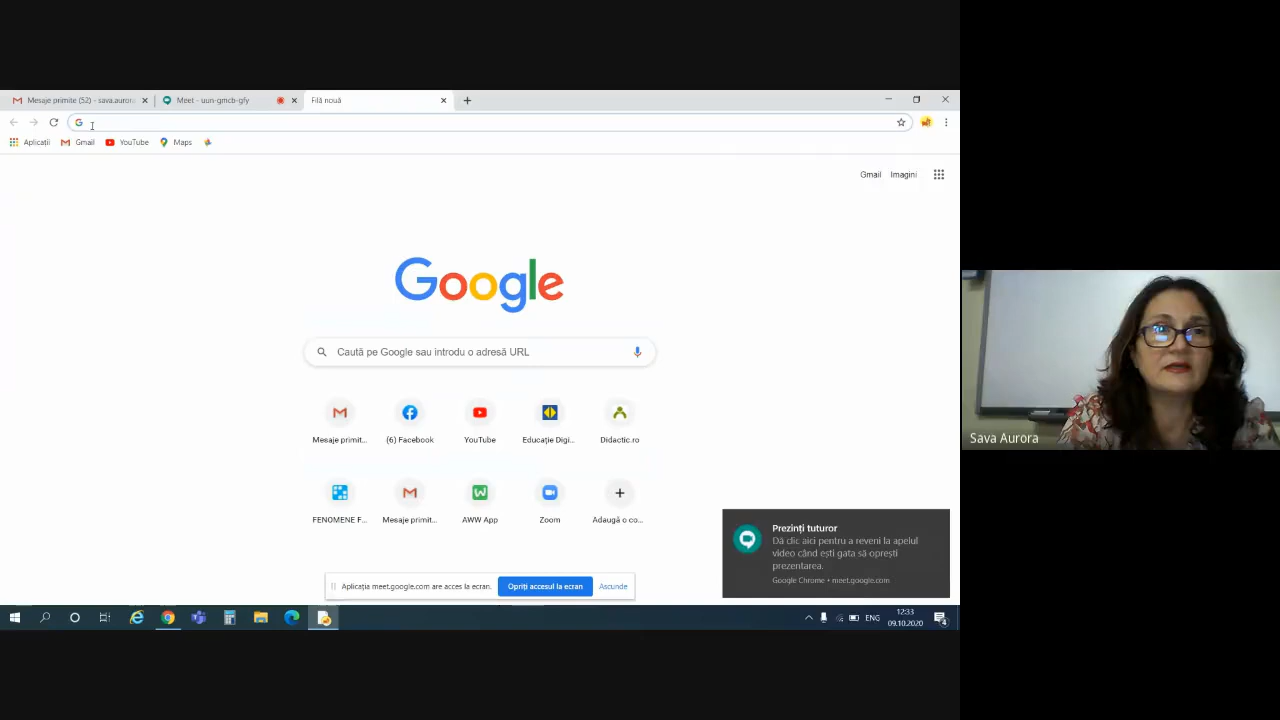 Mesaje primite (52) - sava.aurora
Meet - uun-gmcb-gfy
Filă nouă
Aplicații
Gmail
YouTube
Maps
Gmail
Imagini
Google
Caută pe Google sau introdu o adresă URL
Mesaje primit...
(6) Facebook
YouTube
Educație Digi...
Didactic.ro
FENOMENE F...
Mesaje primit...
AWW App
Zoom
Adaugă o co...
Prezinți tuturor
Dă clic aici pentru a reveni la apelul
video când ești gata să oprești
prezentarea.
Google Chrome • meet.google.com
Aplicația meet.google.com are acces la ecran.
Opriți accesul la ecran
Ascunde
ENG
12:33
09.10.2020
4
Sava Aurora